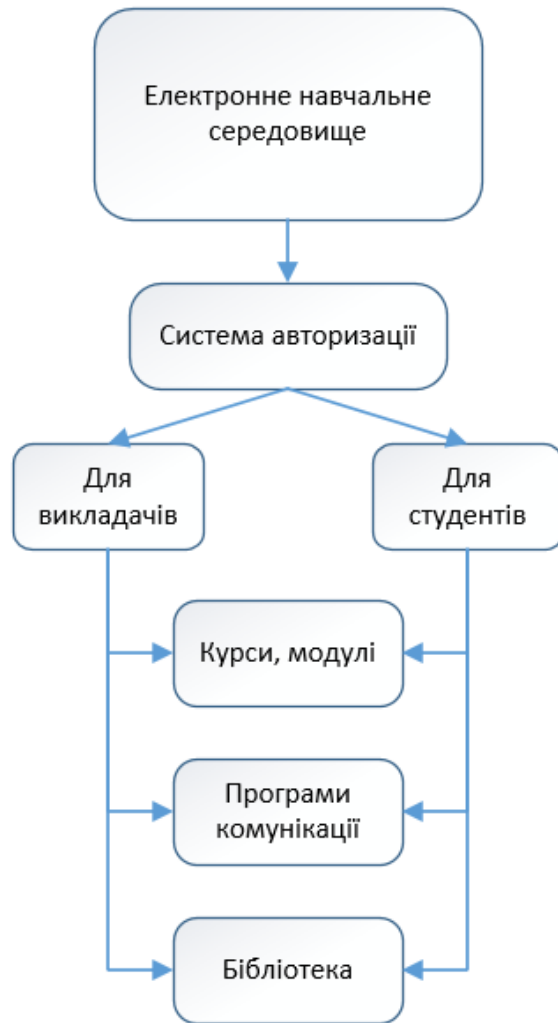 Електронне навчальне
середовище
Система авторизації
Для
викладачів
Для
студентів
Курси, модулі
Програми
комунікації
Бібліотека